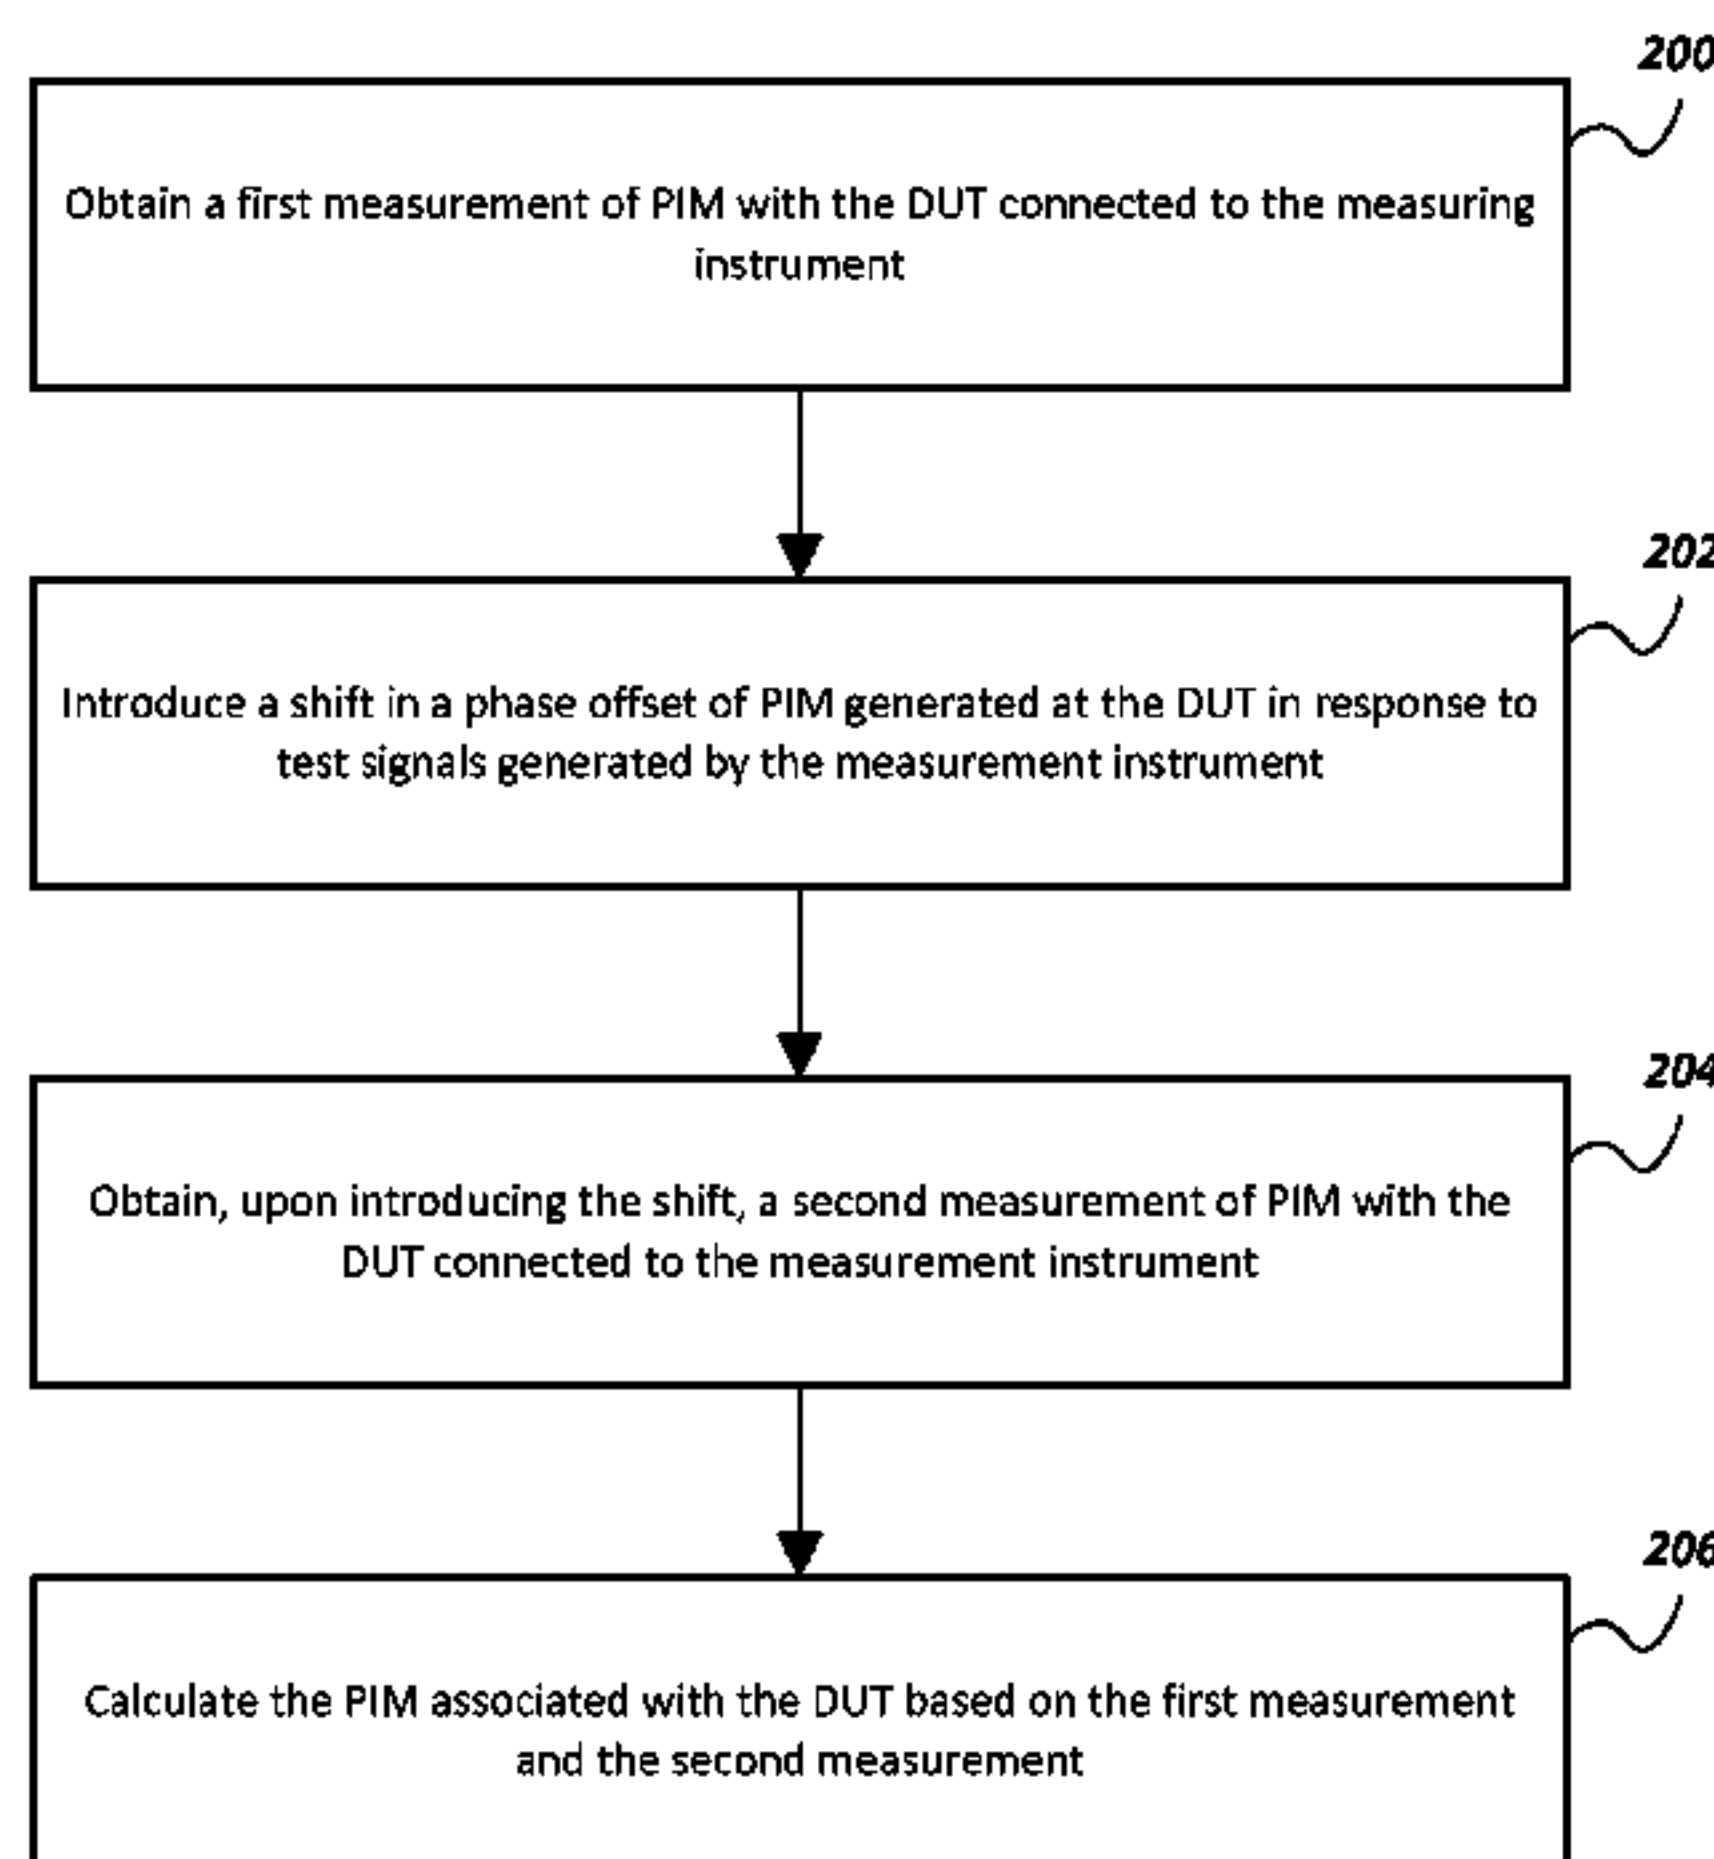 200
Obtain a first measurement of PIM with the DUT connected to the measuring
instrument
202
Introduce a shift in a phase offset of PIM generated at the DUT in response to
test signals generated by the measurement instrument
204
Obtain, upon introducing the shift, a second measurement of PIM with the
DUT connected to the measurement instrument
206
Calculate the PIM associated with the DUT based on the first measurement
and the second measurement